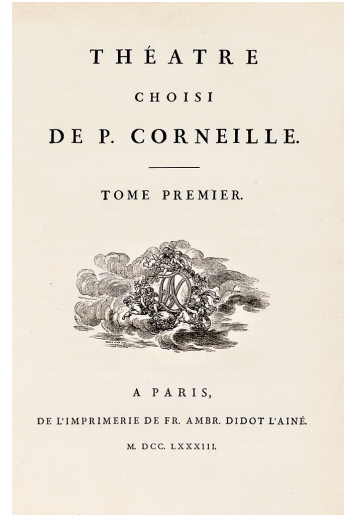 THÉATRE
CHOISI
DE P. CORNEILLE.
TOME PREMIER.
A PARIS,
DE L'IMPRIMERIE DE FR. AMBR. DIDOT L'AINÉ.
M. DCC. LXXXIII.